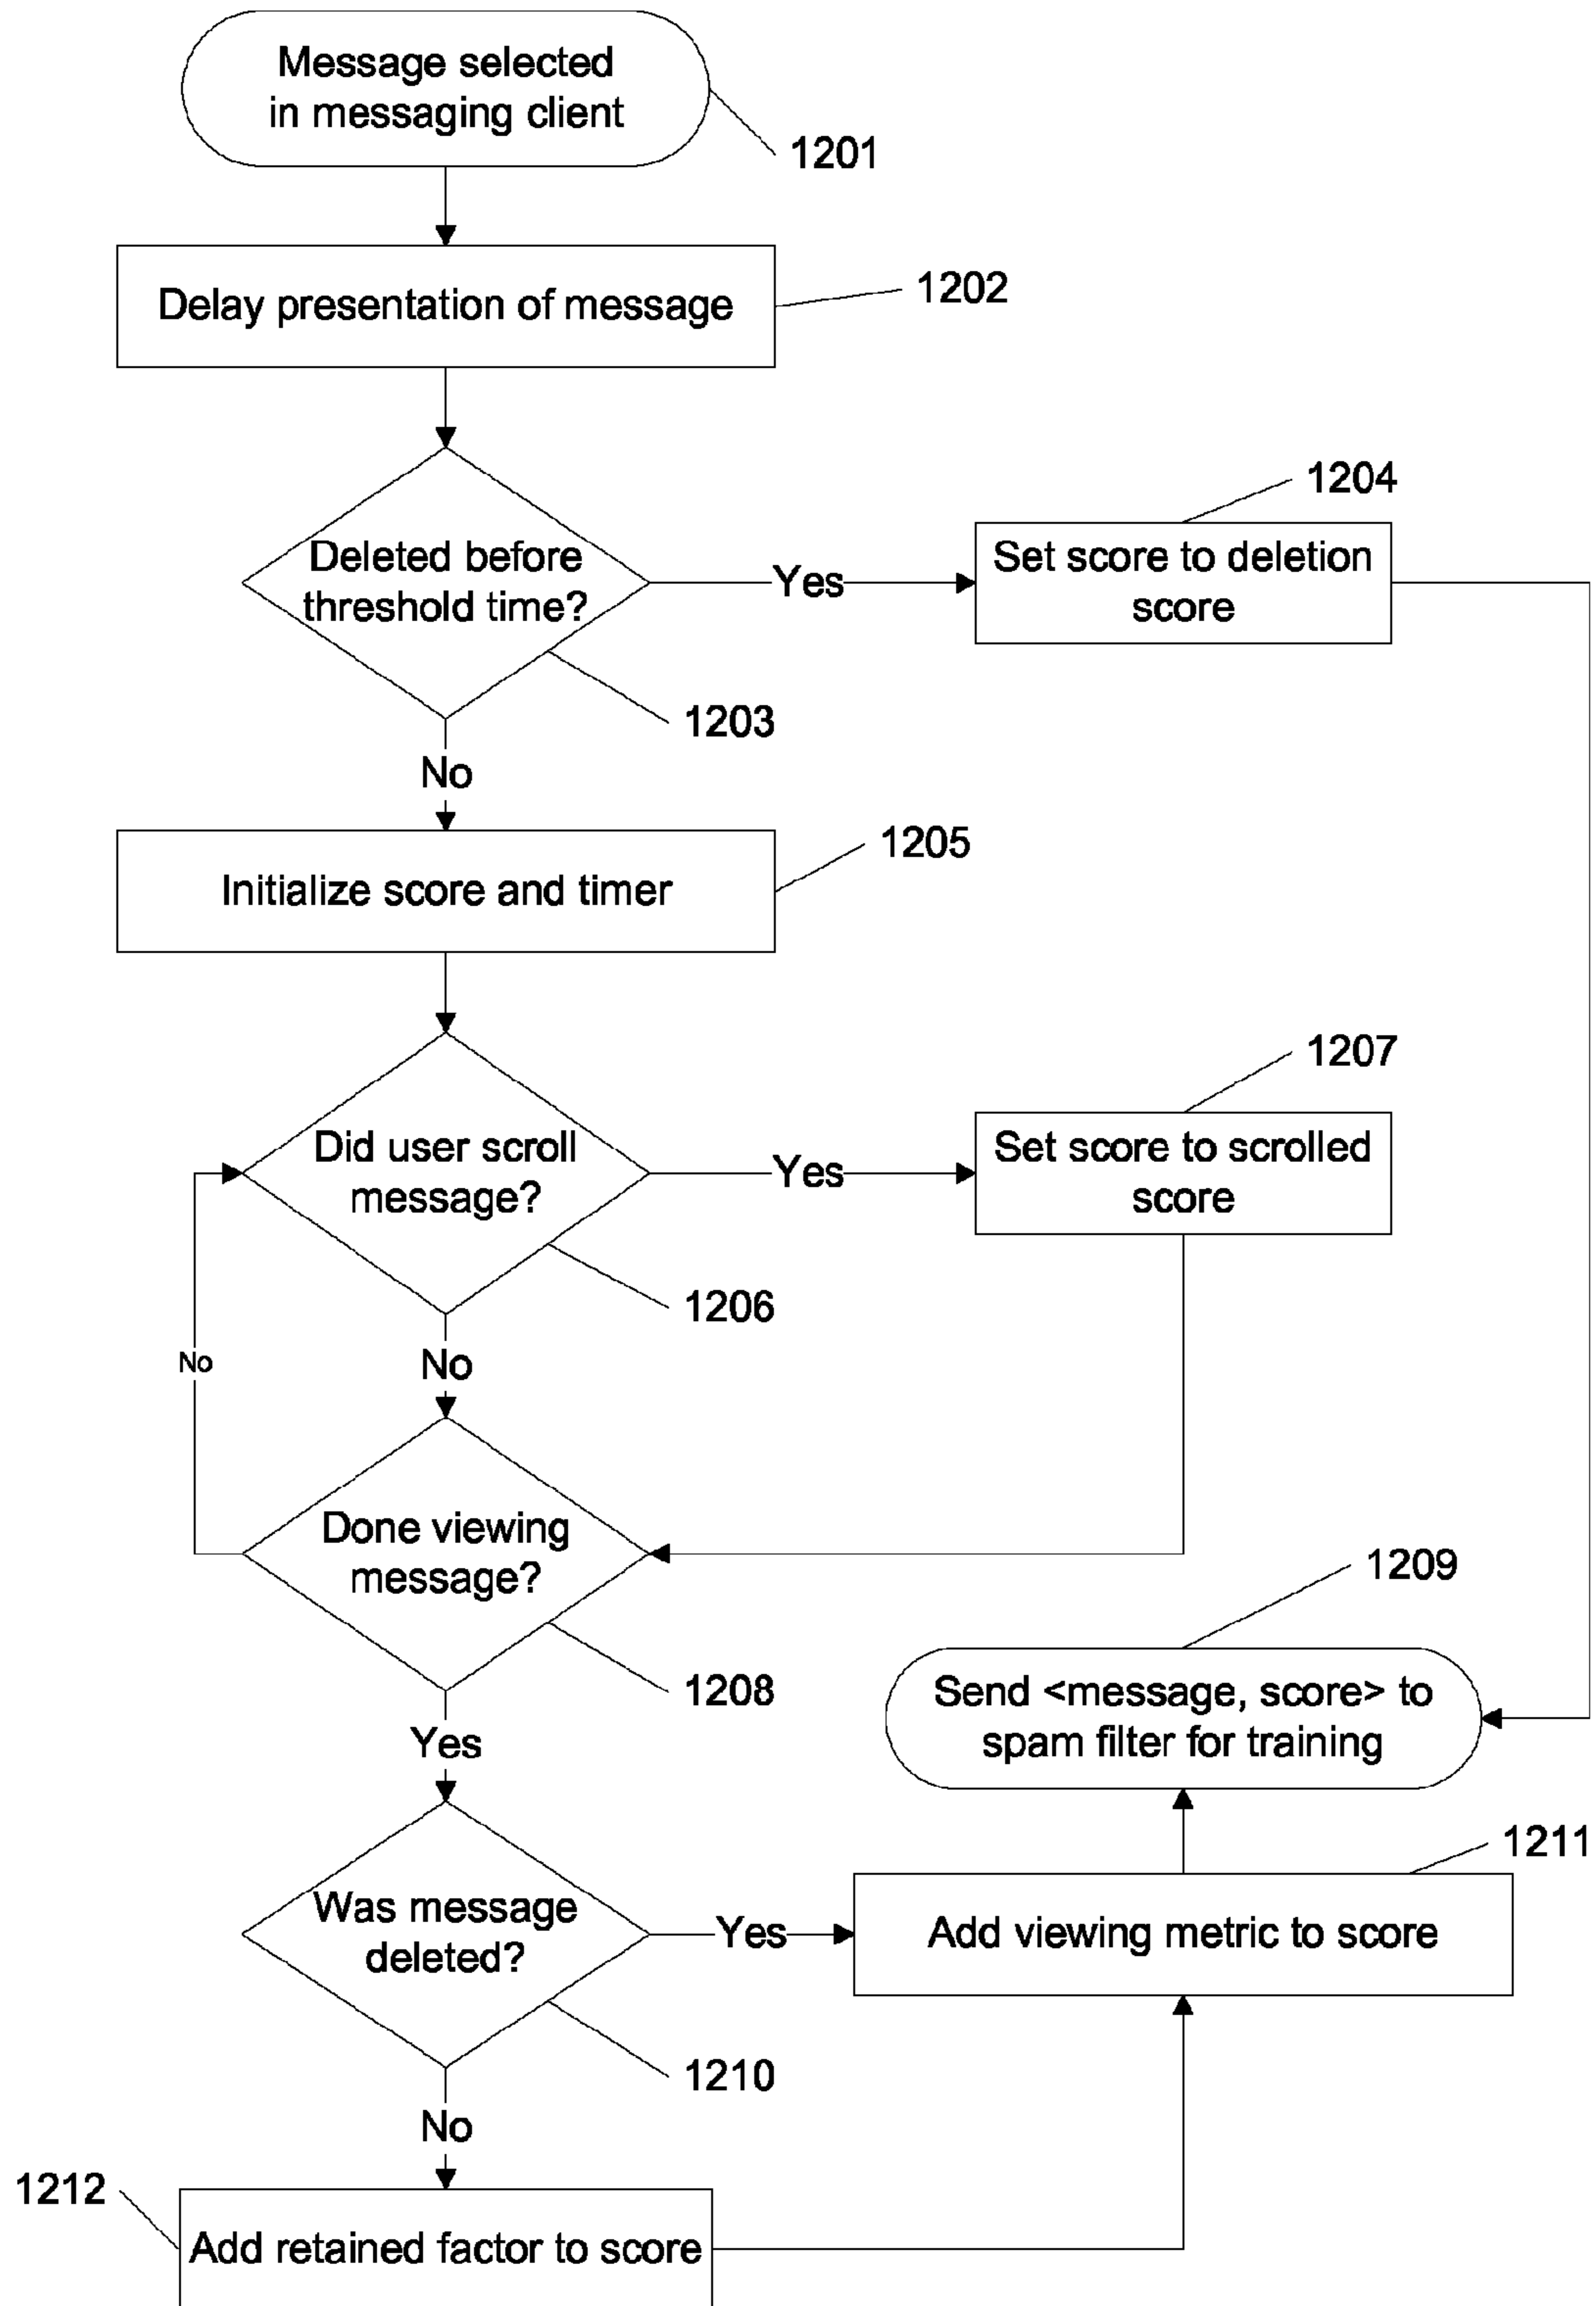 Message selected
in messaging client
1201
Delay presentation of message
1202
Deleted before
threshold time?
1203
Yes
Set score to deletion
score
1204
No
Initialize score and timer
1205
Did user scroll
message?
1206
Yes
Set score to scrolled
score
1207
No
No
Done viewing
message?
1208
Send <message, score> to
spam filter for training
1209
Yes
Was message
deleted?
1210
Yes
Add viewing metric to score
1211
No
Add retained factor to score
1212